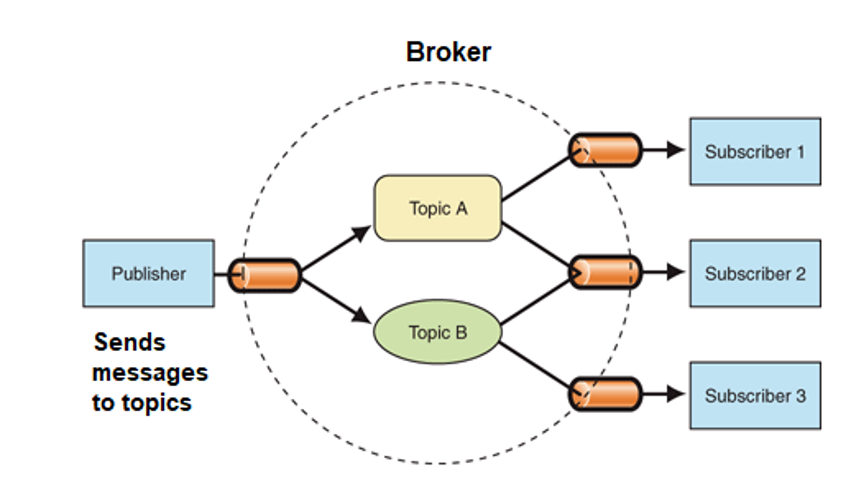 Broker
Subscriber 1
Topic A
Publisher
Subscriber 2
Topic B
Sends
messages
to topics
Subscriber 3